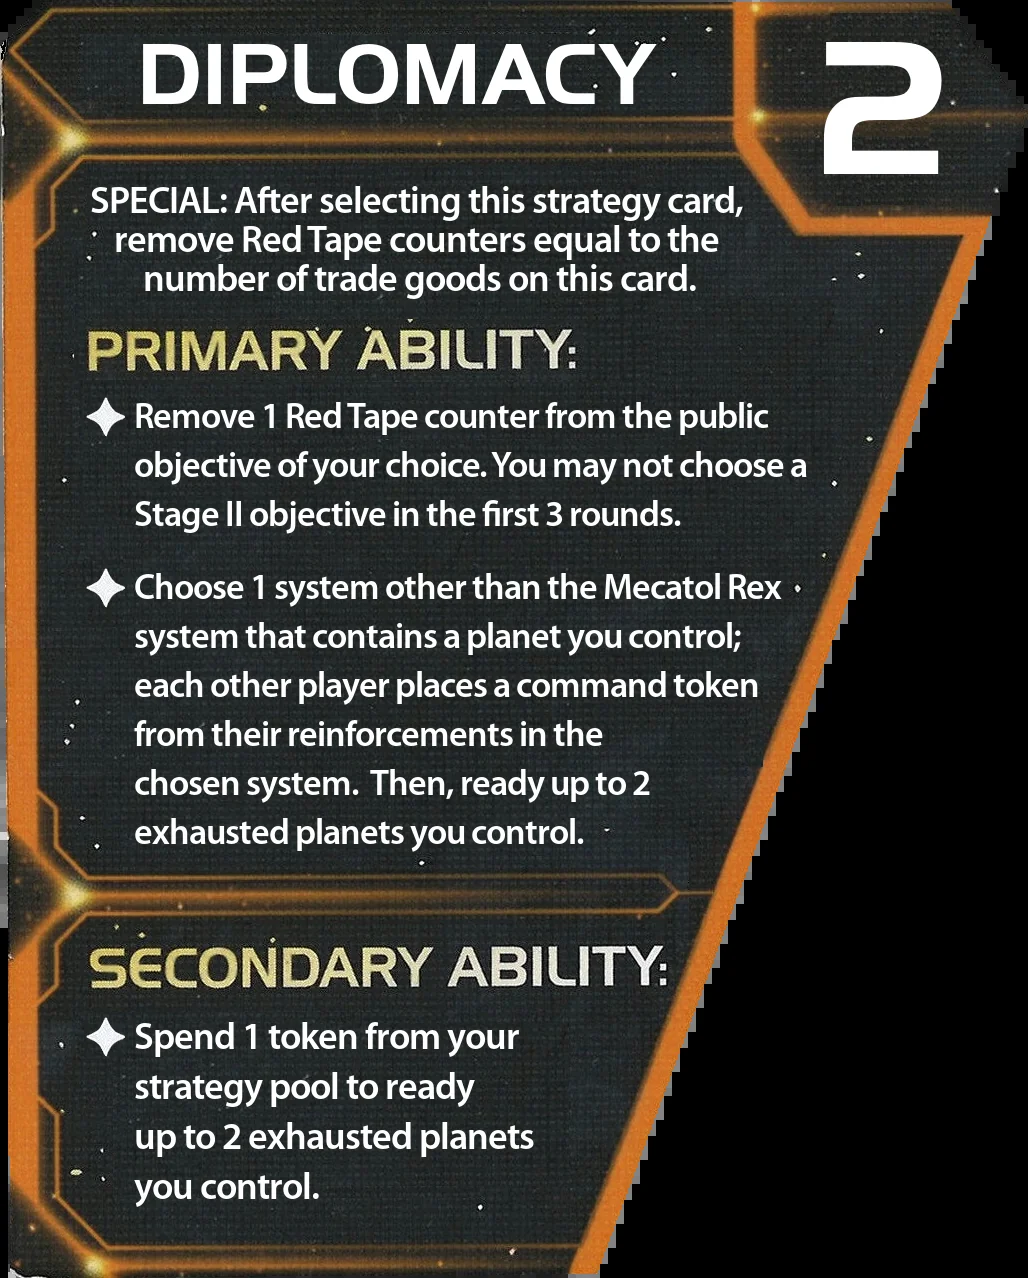 DIPLOMACY
2
SPECIAL: After selecting this strategy card,
remove Red Tape counters equal to the
number of trade goods on this card.
PRIMARY ABILITY:
Remove 1 Red Tape counter from the public
objective of your choice. You may not choose a
Stage II objective in the first 3 rounds.
Choose 1 system other than the Mecatol Rex
system that contains a planet you control;
each other player places a command token
from their reinforcements in the
chosen system. Then, ready up to 2
exhausted planets you control.
SECONDARY ABILITY:
Spend 1 token from your
strategy pool to ready
up to 2 exhausted planets
you control.